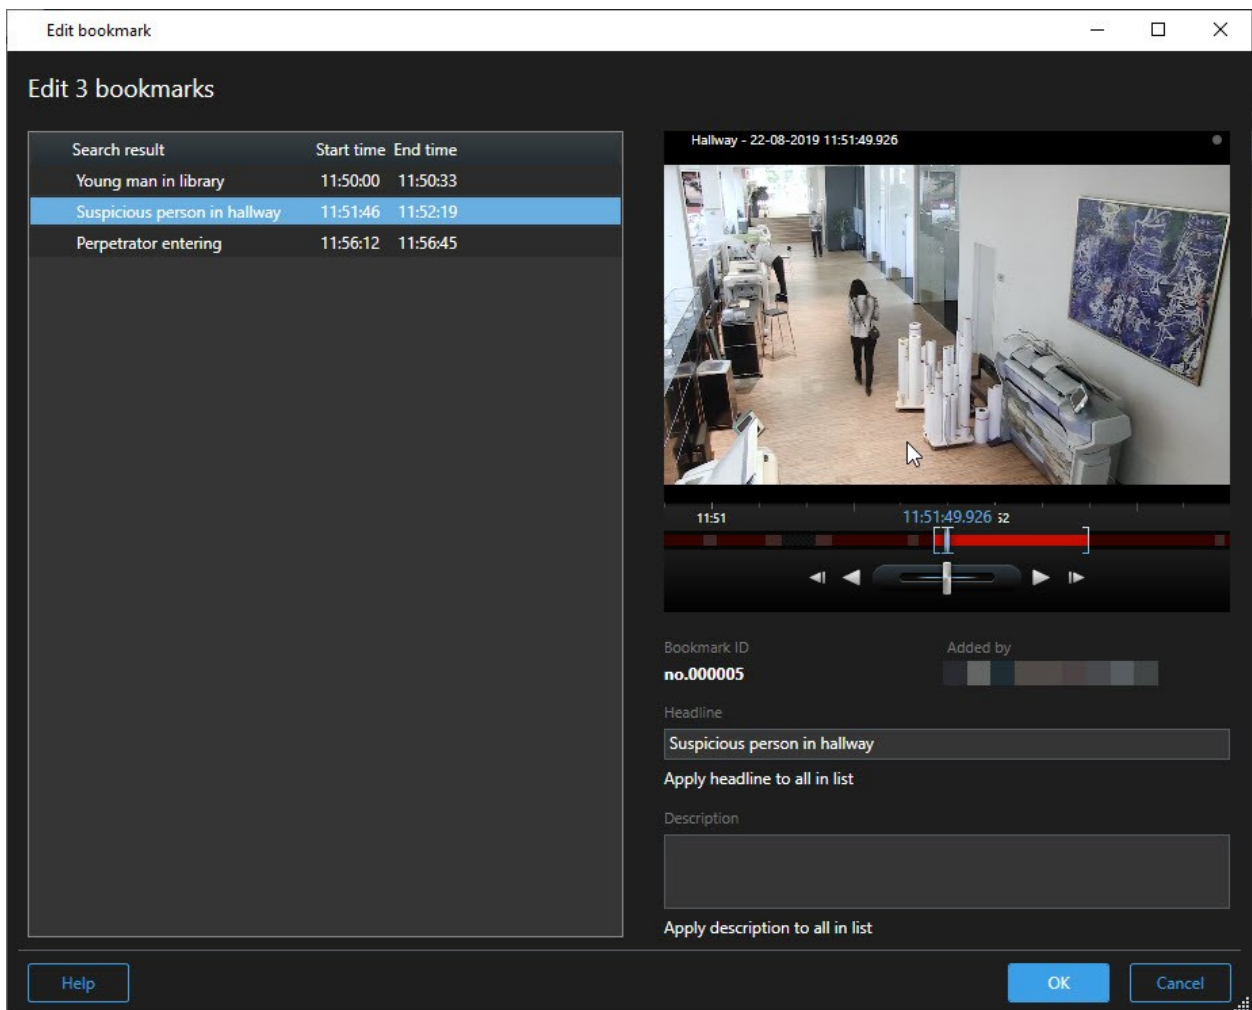 Edit bookmark
Edit 3 bookmarks
Search result Start time End time
Young man in library 11:50:00 11:50:33
Suspicious person in hallway 11:51:46 11:52:19
Perpetrator entering 11:56:12 11:56:45
Hallway - 22-08-2019 11:51:49.926
11:51 11:51:49.926 52
Bookmark ID Added by
no.000005
Headline
Suspicious person in hallway
Apply headline to all in list
Description
Apply description to all in list
Help OK Cancel